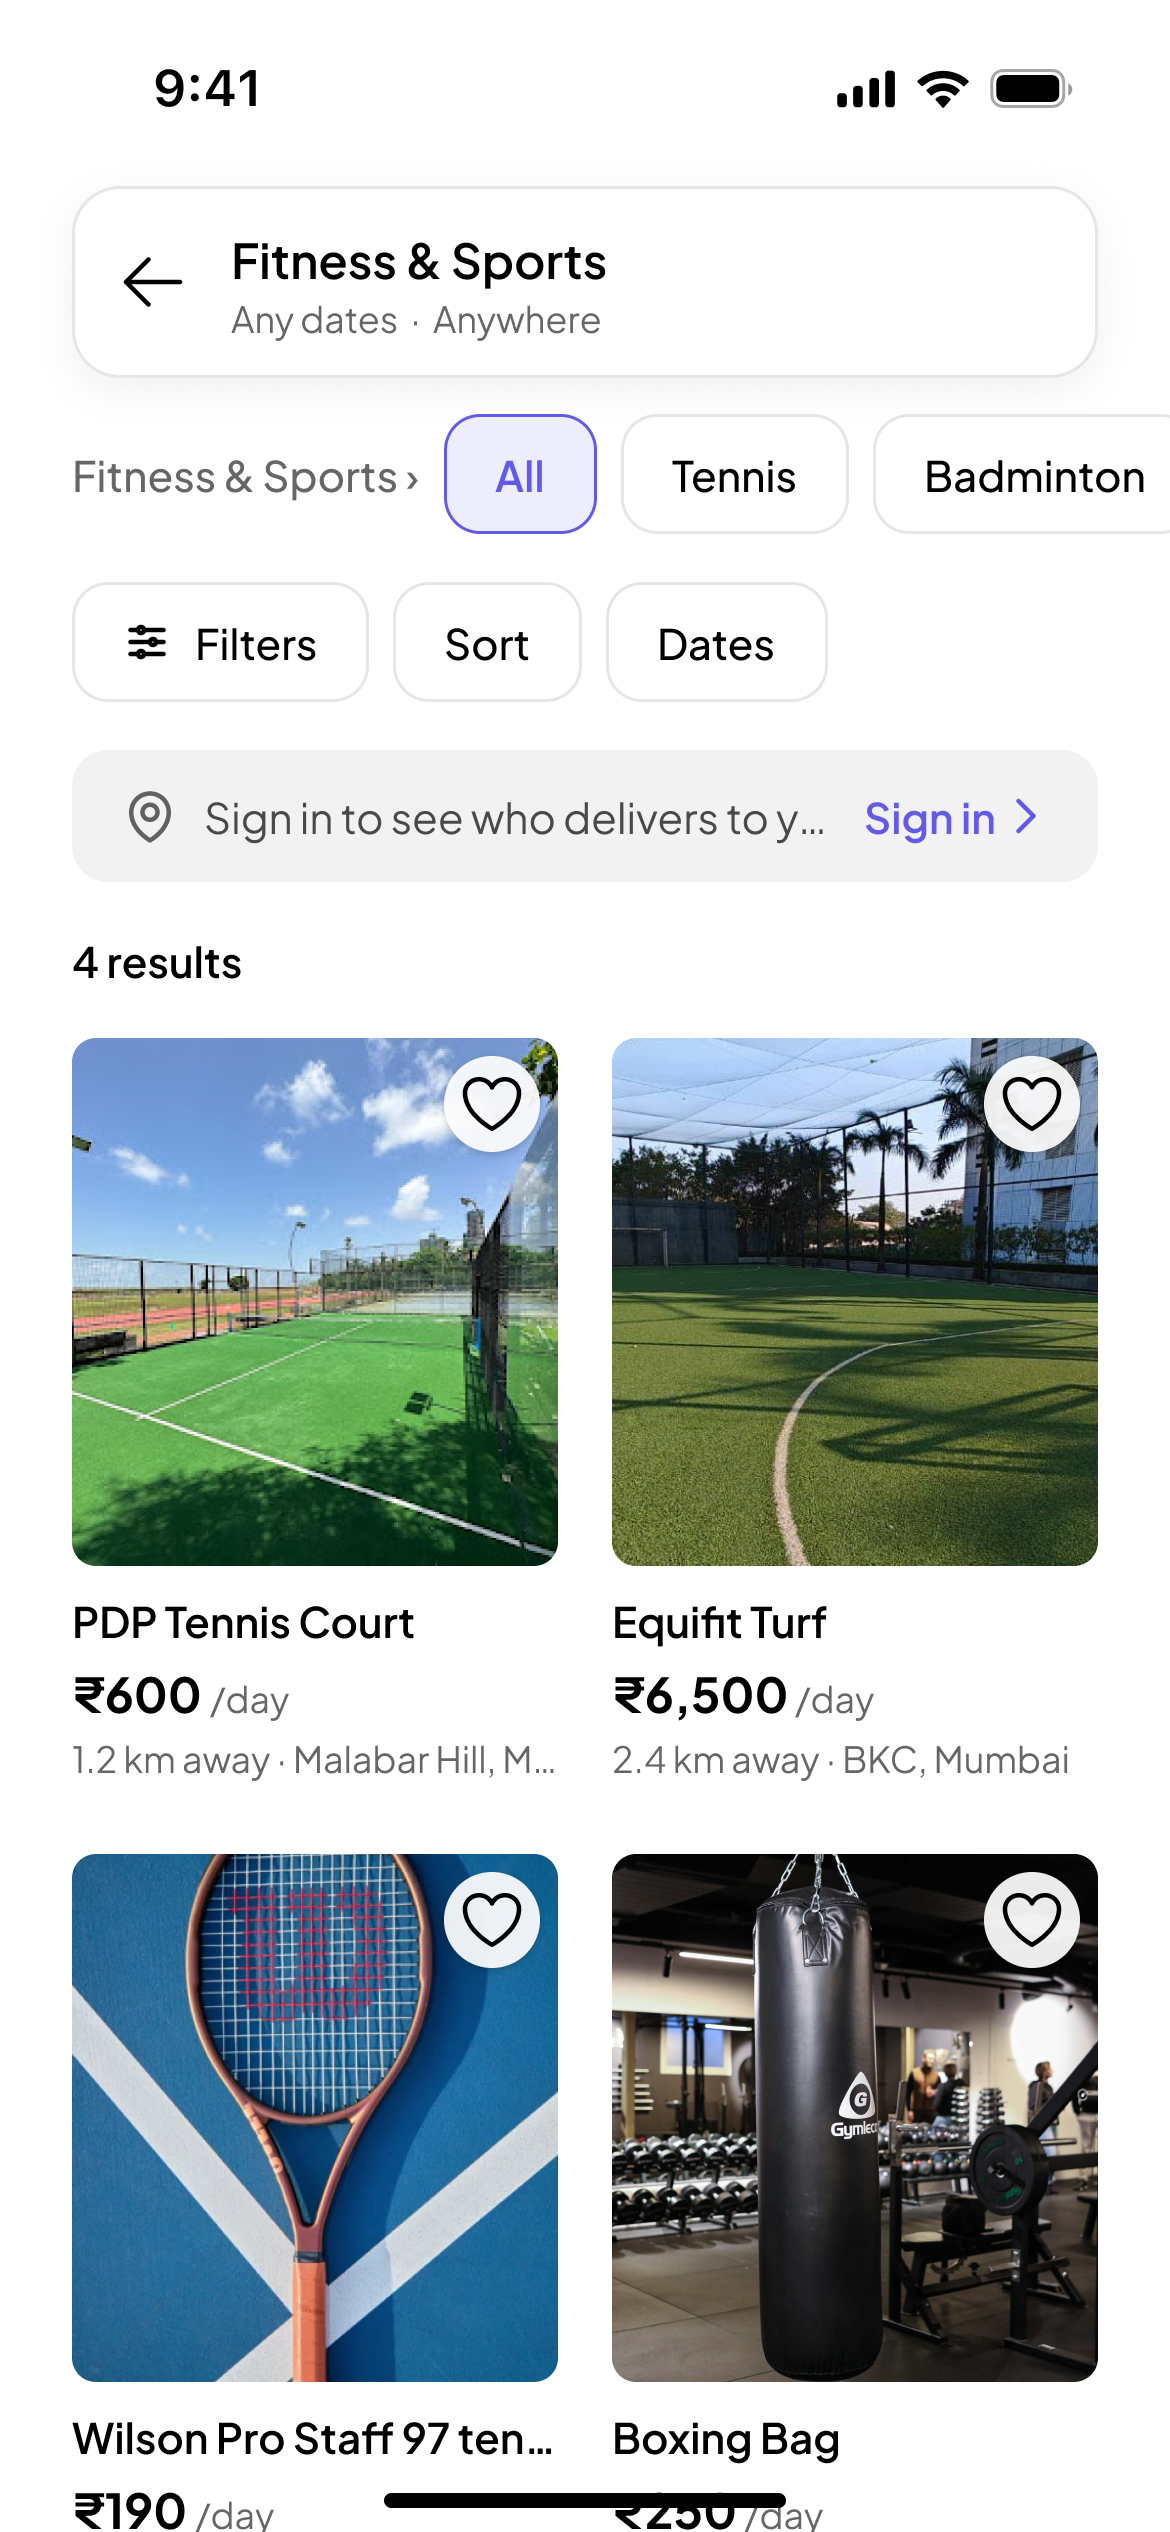 9:41
Fitness & Sports
Any dates · Anywhere
Fitness & Sports ›
All
Tennis
Badminton
Filters
Sort
Dates
Sign in to see who delivers to y...
Sign in
4 results
PDP Tennis Court
₹600 /day
1.2 km away · Malabar Hill, M...
Equifit Turf
₹6,500 /day
2.4 km away · BKC, Mumbai
G
Wilson Pro Staff 97 ten...
₹190 /day
Boxing Bag
₹250 /day